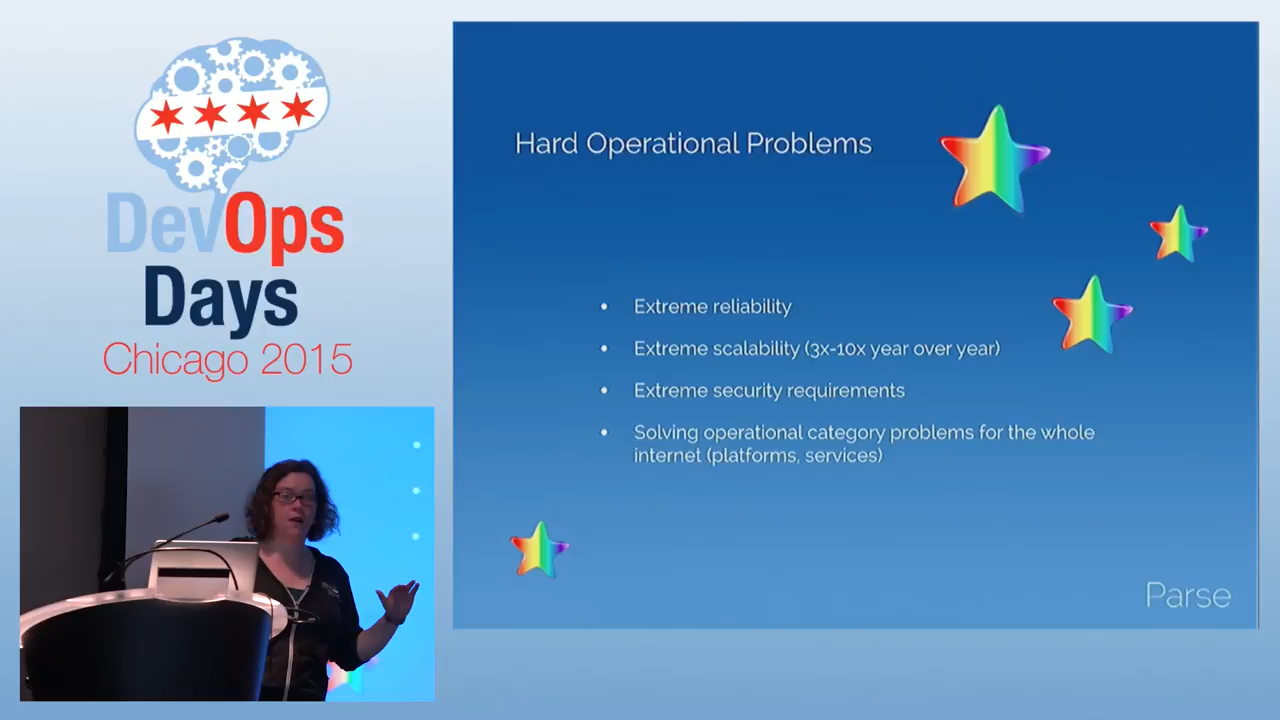 DevOps
Days
Chicago 2015
Hard Operational Problems
• Extreme reliability
• Extreme scalability (3x-10x year over year)
• Extreme security requirements
• Solving operational category problems for the whole
internet (platforms, services)
Parse